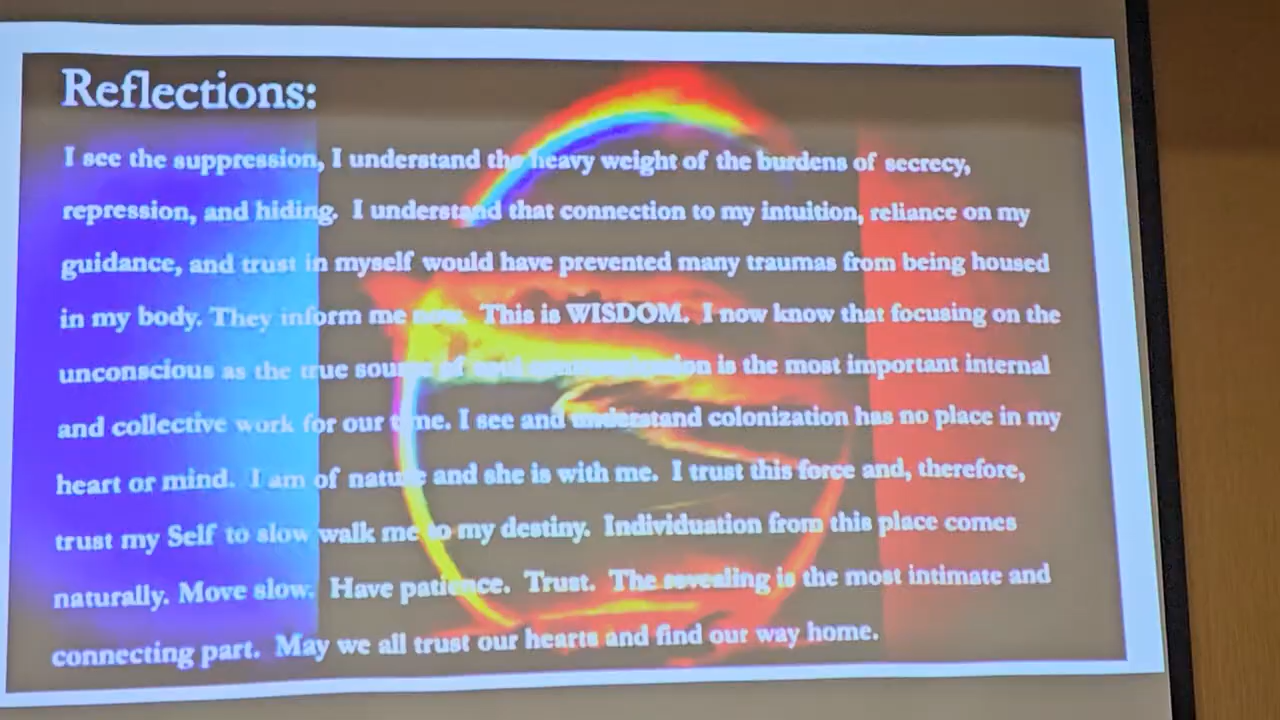 Reflections:
I see the suppression, I understand the heavy weight of the burdens of secrecy,
repression, and hiding. I understand that connection to my intuition, reliance on my
guidance, and trust in myself would have prevented many traumas from being housed
in my body. They inform me now. This is WISDOM. I now know that focusing on the
unconscious as the true source of soul is the most important internal
and collective work for our time. I see and understand colonization has no place in my
heart or mind. I am of nature and she is with me. I trust this force and, therefore,
trust my Self to slow walk me to my destiny. Individuation from this place comes
naturally. Move slow. Have patience. Trust. The revealing is the most intimate and
connecting part. May we all trust our hearts and find our way home.